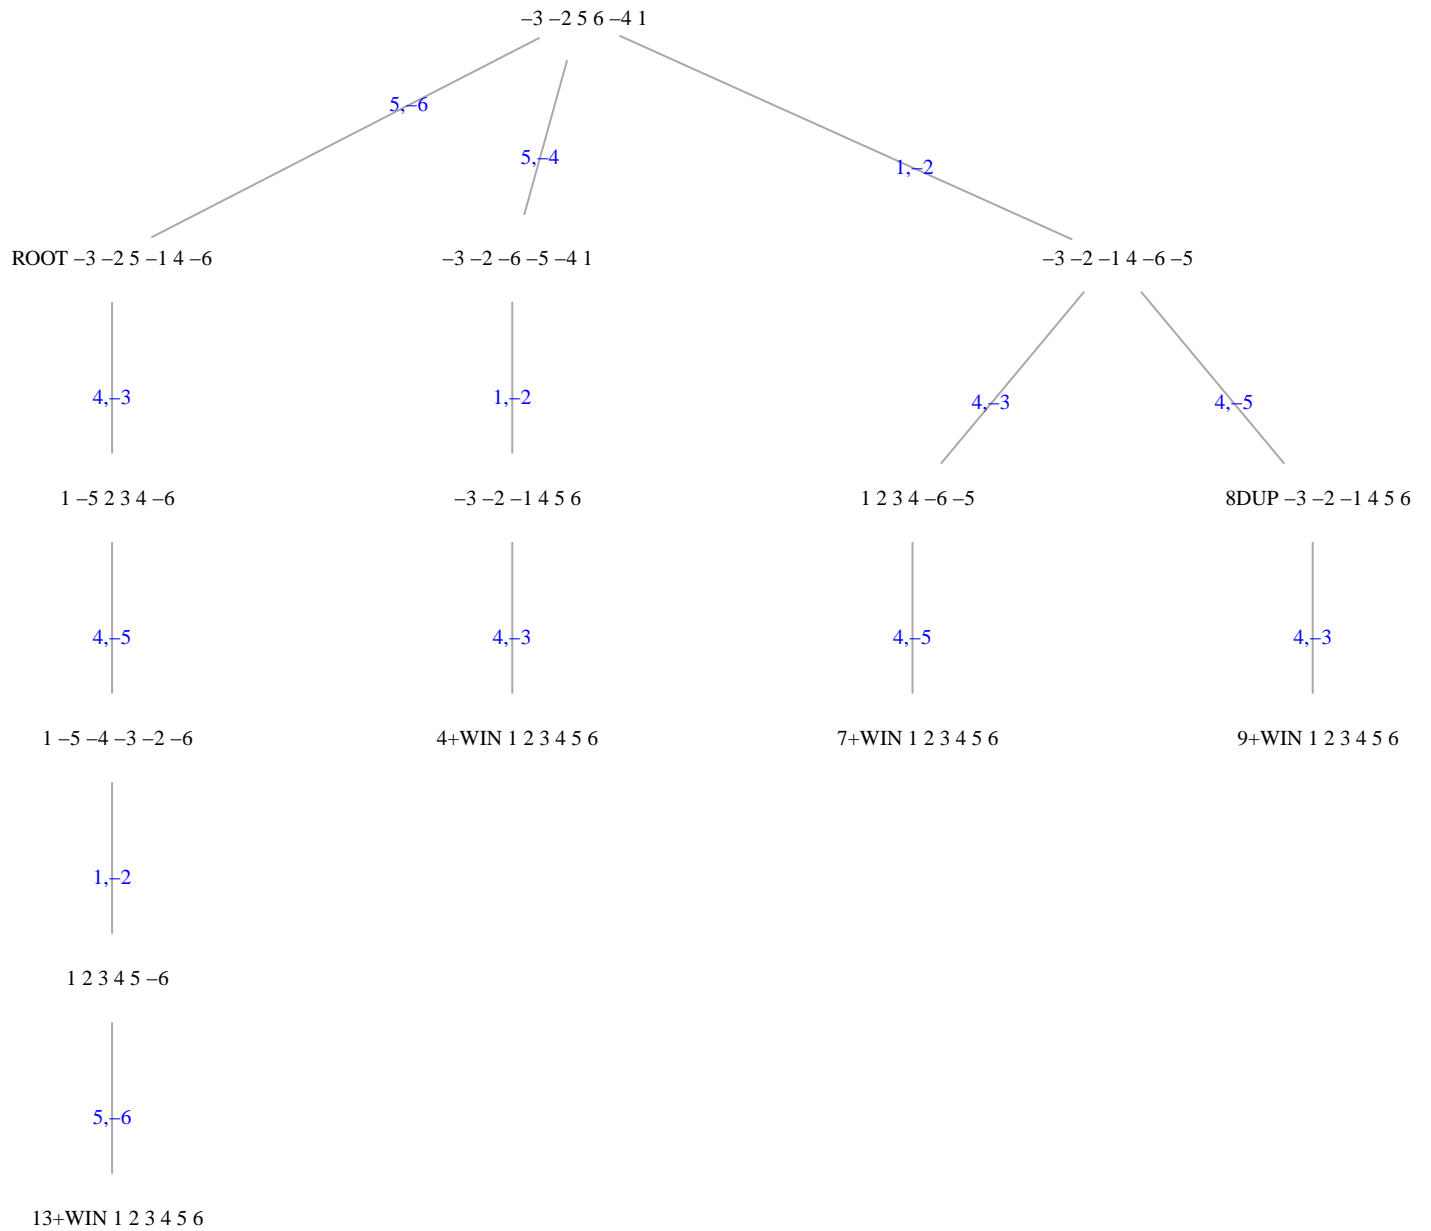 –3 –2 5 6 –4 1
5,–6
5,–4
1,–2
ROOT –3 –2 5 –1 4 –6
–3 –2 –6 –5 –4 1
–3 –2 –1 4 –6 –5
4,–3
1,–2
4,–3
4,–5
1 –5 2 3 4 –6
–3 –2 –1 4 5 6
1 2 3 4 –6 –5
8DUP –3 –2 –1 4 5 6
4,–5
4,–3
4,–5
4,–3
1 –5 –4 –3 –2 –6
4+WIN 1 2 3 4 5 6
7+WIN 1 2 3 4 5 6
9+WIN 1 2 3 4 5 6
1,–2
1 2 3 4 5 –6
5,–6
13+WIN 1 2 3 4 5 6